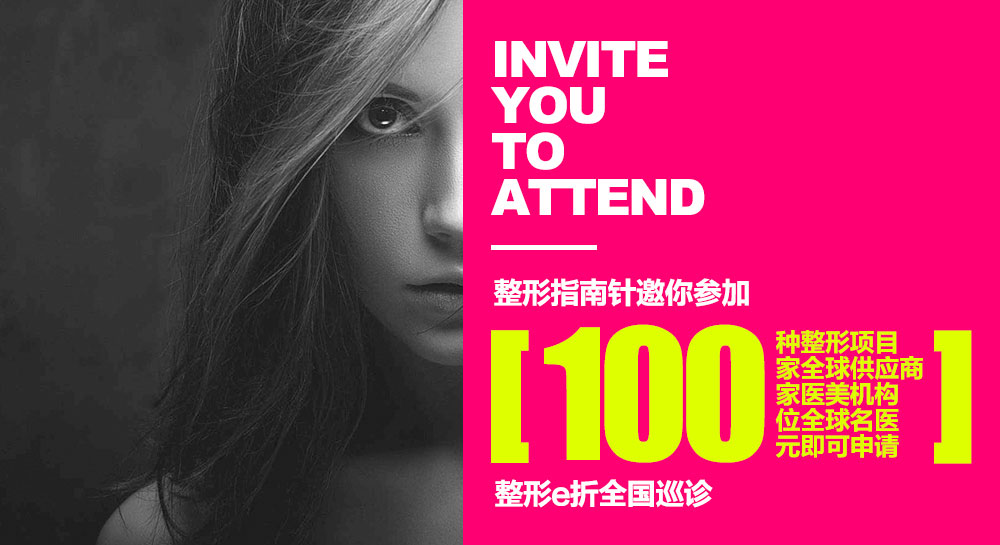 INVITE
YOU
TO
ATTEND
整形指南针邀你参加
[100]
种整形项目
家全球供应商
家医美机构
位全球名医
元即可申请
整形e折全国巡诊